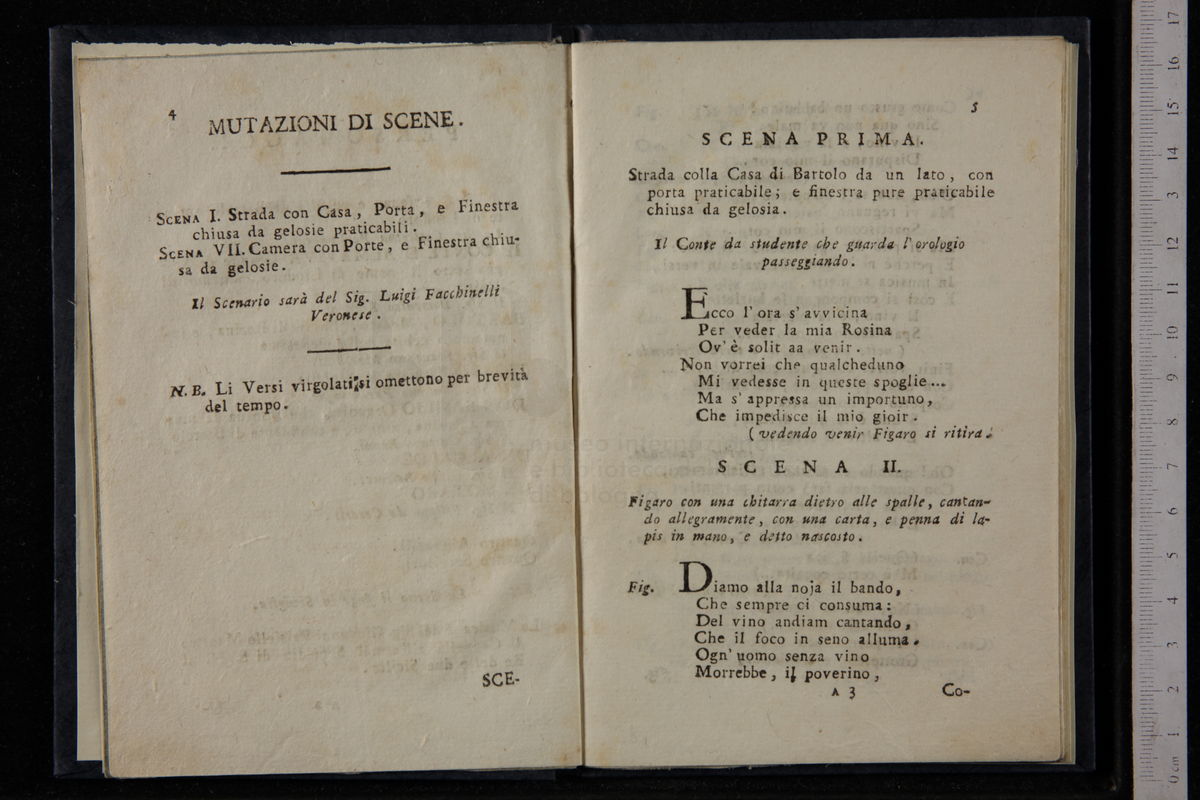 4
MUTAZIONI DI SCENE.
SCENA I. Strada con Casa, Porta, e Finestra
chiusa da gelosie praticabili.
SCENA VII. Camera con Porte, e Finestra chiu-
sa da gelosie.
Il Scenario sarà del Sig. Luigi Facchinelli
Veronese.
N. B. Li Versi virgolati,,si omettono per brevità
del tempo.
SCE-
5
SCENA PRIMA.
Strada colla Casa di Bartolo da un lato, con
porta praticabile; e finestra pure praticabile
chiusa da gelosia.
Il Conte da studente che guarda l'orologio
passeggiando.
Ecco l'ora s'avvicina
Per veder la mia Rosina
Ov'è solit aa venir.
Non vorrei che qualcheduno
Mi vedesse in queste spoglie...
Ma s'appressa un importuno,
Che impedisce il mio gioir.
(vedendo venir Figaro si ritira.
SCENA II.
Figaro con una chitarra dietro alle spalle, cantan-
do allegramente, con una carta, e penna di la-
pis in mano, e detto nascosto.
Fig. Diamo alla noja il bando,
Che sempre ci consuma:
Del vino andiam cantando,
Che il foco in seno alluma.
Ogn'uomo senza vino
Morrebbe, il poverino,
A 3 Co-
museo internazionale
e biblioteca della
di bologna